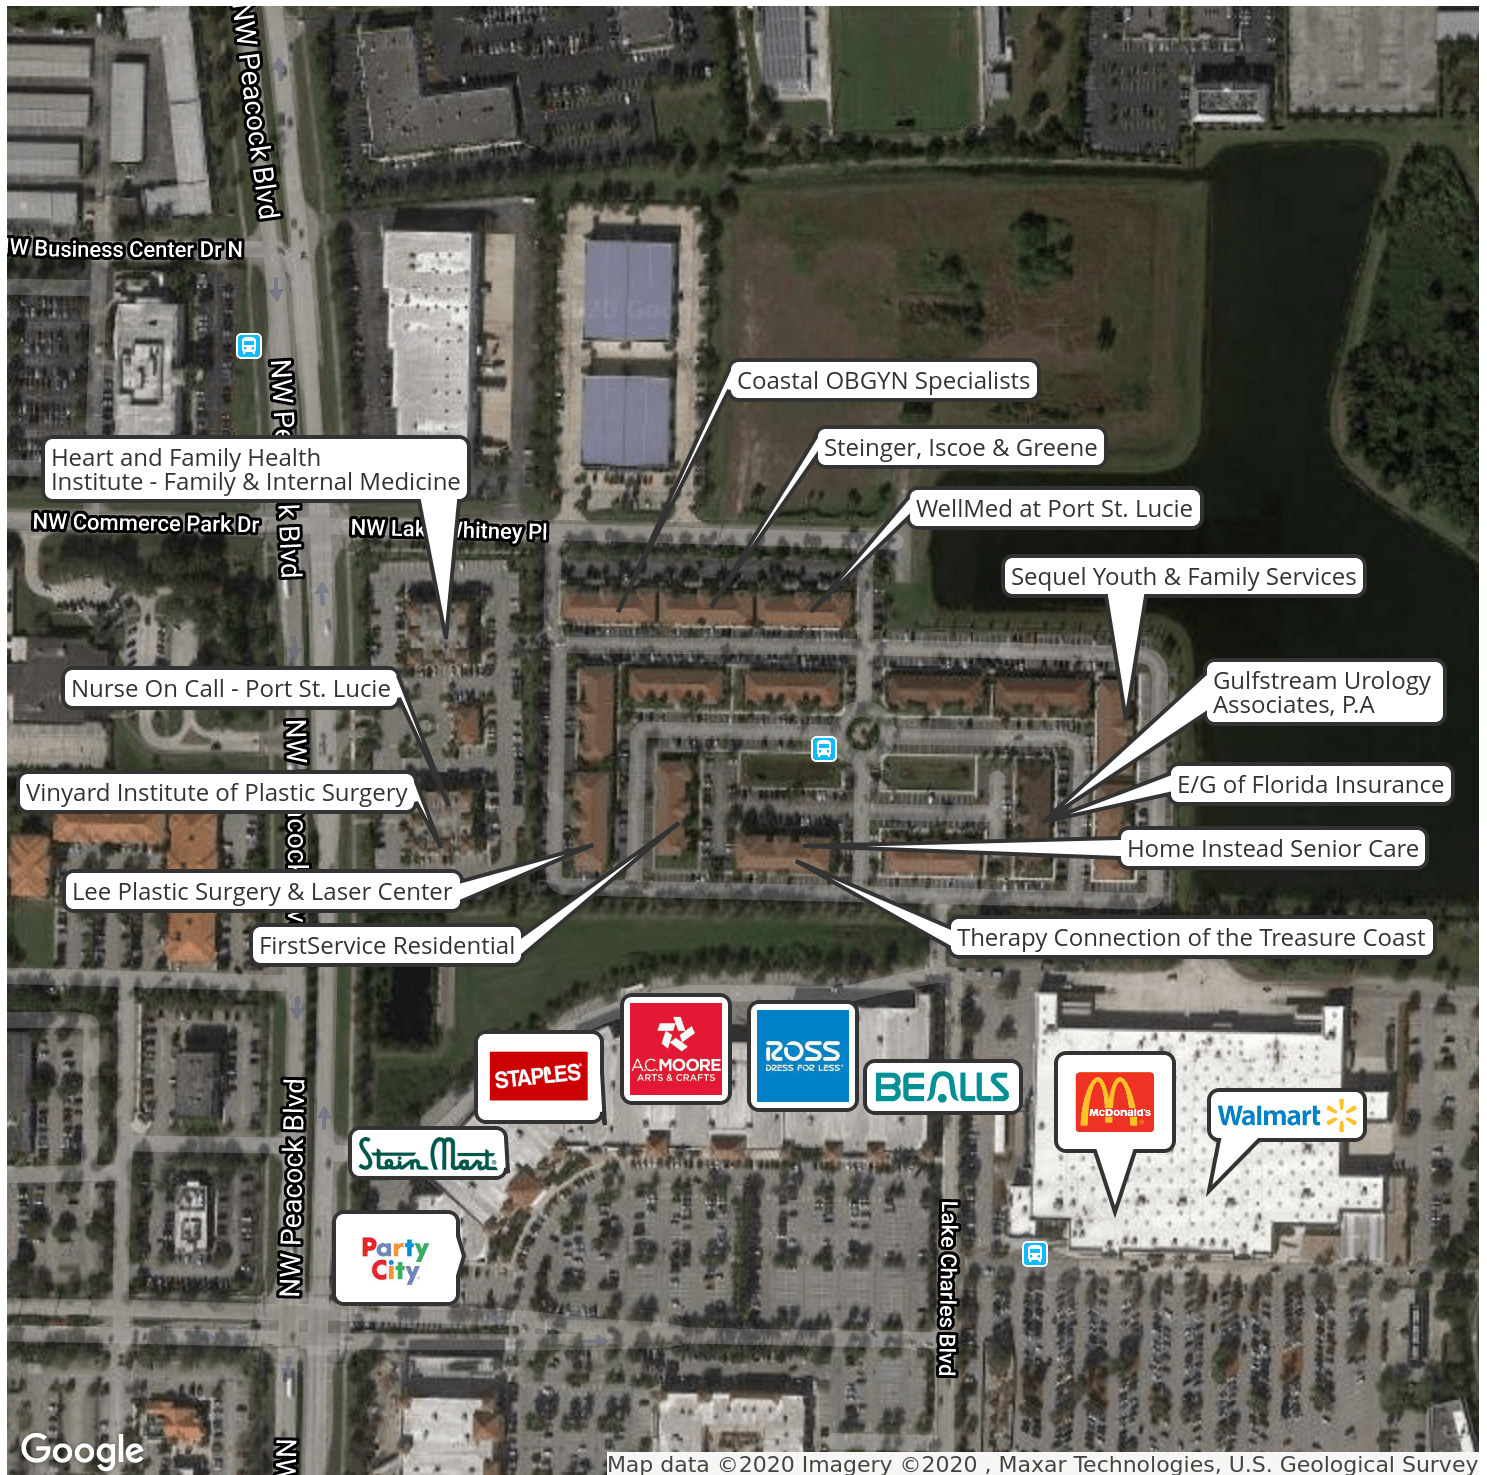 NW Peacock Blvd
NW Business Center Dr N
Coastal OBGYN Specialists
Steinger, Iscoe & Greene
Heart and Family Health
Institute - Family & Internal Medicine
WellMed at Port St. Lucie
NW Commerce Park Dr
Sequel Youth & Family Services
Gulfstream Urology
Associates, P.A
Nurse On Call - Port St. Lucie
E/G of Florida Insurance
Vinyard Institute of Plastic Surgery
Home Instead Senior Care
Lee Plastic Surgery & Laser Center
Therapy Connection of the Treasure Coast
FirstService Residential
STAPLES
A.C.MOORE
ARTS & CRAFTS
ROSS
DRESS FOR LESS
BEALLS
McDonald's
Walmart
Stein Mart
NW Peacock Blvd
Party
City
Lake Charles Blvd
NW
Google
Map data ©2020 Imagery ©2020 , Maxar Technologies, U.S. Geological Survey